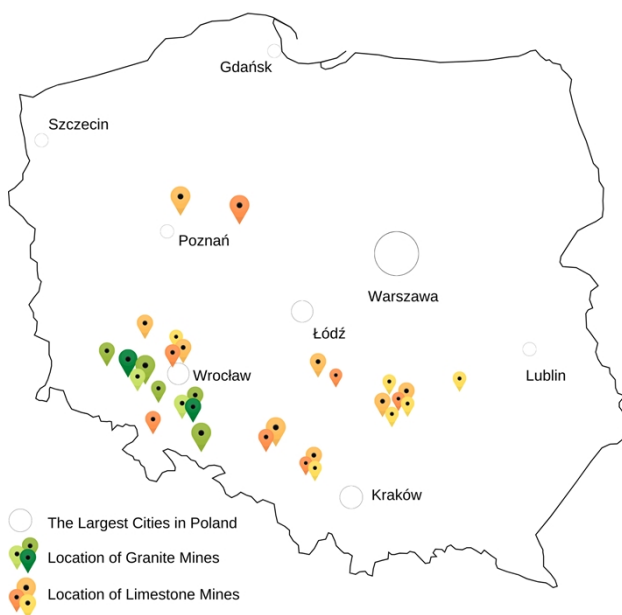 Gdańsk
Szczecin
Poznań
Warszawa
Łódź
Lublin
Wrocław
Kraków
The Largest Cities in Poland
Location of Granite Mines
Location of Limestone Mines